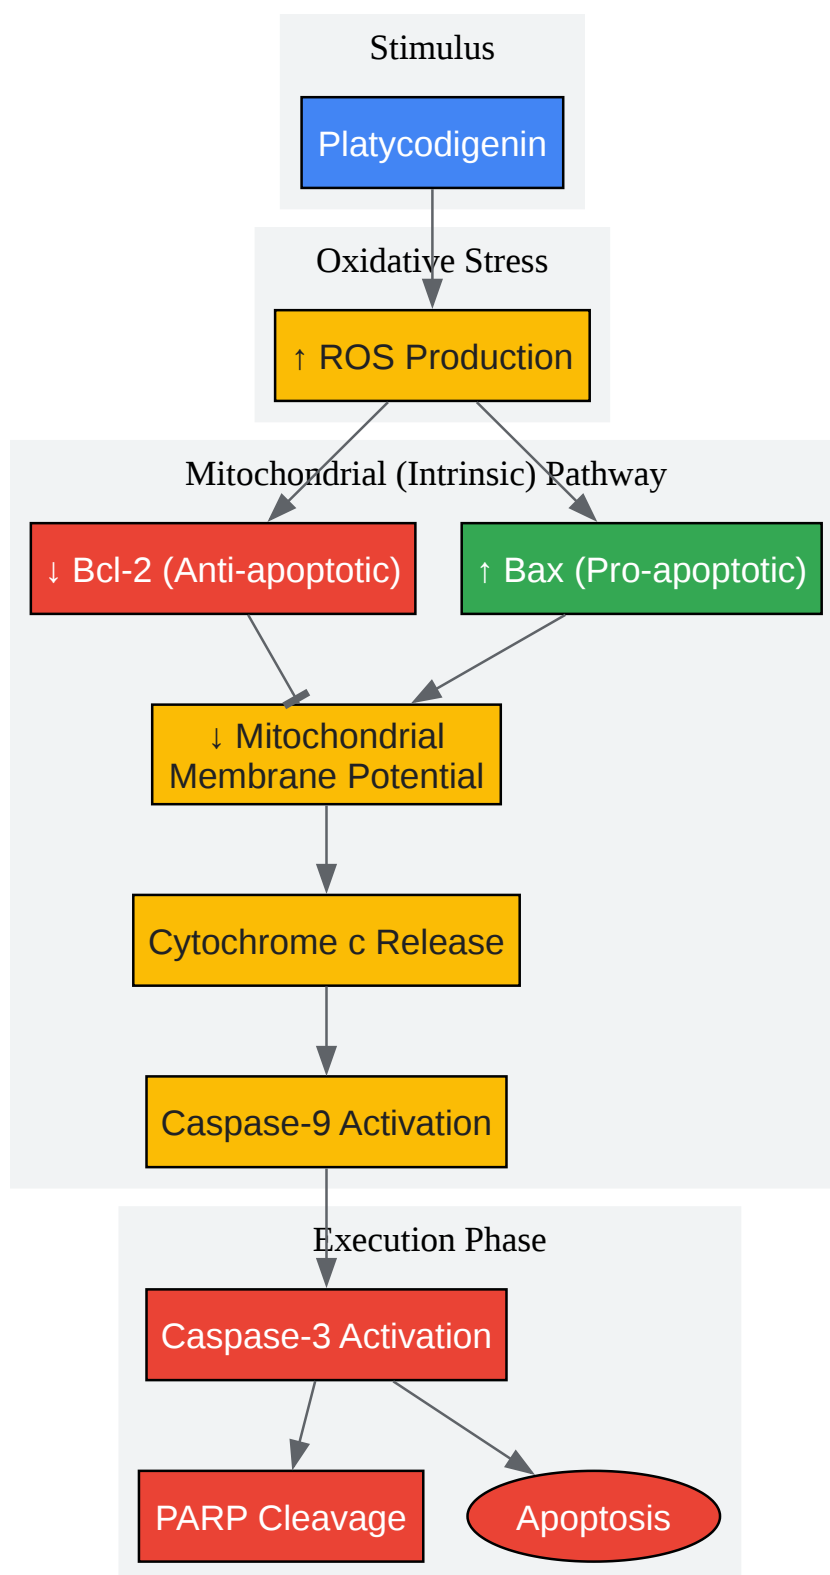 Stimulus
Platycodigenin
Oxidative Stress
↑ ROS Production
Mitochondrial (Intrinsic) Pathway
↓ Bcl-2 (Anti-apoptotic)
↑ Bax (Pro-apoptotic)
↓ Mitochondrial
Membrane Potential
Cytochrome c Release
Caspase-9 Activation
Execution Phase
Caspase-3 Activation
PARP Cleavage
Apoptosis